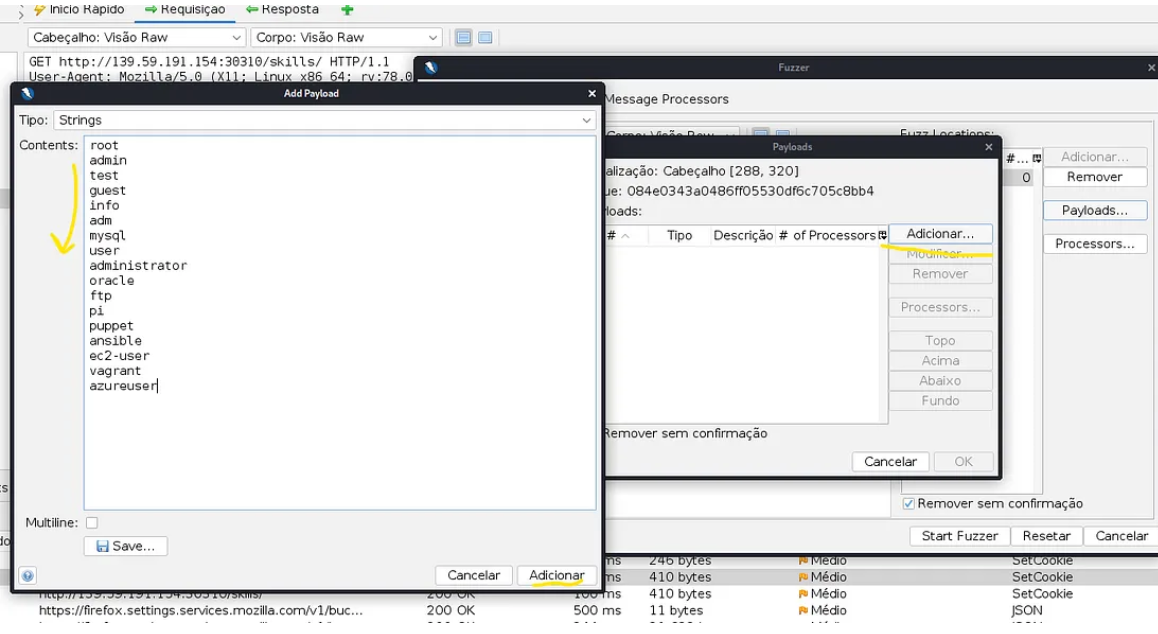 Início Rápido Requisição Resposta
Cabeçalho: Visão Raw Corpo: Visão Raw
GET http://139.59.191.154:30310/skills/ HTTP/1.1
User-Agent: Mozilla/5.0 (X11; Linux x86_64; rv:78.0
Fuzzer
Message Processors
Corpo: Visão Raw
Fuzz Locations:
#...
Adicionar...
0
Remover
Payloads...
Processors...
Remover sem confirmação
Start Fuzzer Resetar Cancelar
Payloads
alização: Cabeçalho [288, 320]
ue: 084e0343a0486ff05530df6c705c8bb4
loads:
# Tipo Descrição # of Processors
Adicionar...
Modificar...
Remover
Processors...
Topo
Acima
Abaixo
Fundo
Remover sem confirmação
Cancelar OK
Add Payload
Tipo: Strings
Contents:
root
admin
test
guest
info
adm
mysql
user
administrator
oracle
ftp
pi
puppet
ansible
ec2-user
vagrant
azureuser
Multiline:
Save...
Cancelar Adicionar
ms 246 bytes Médio SetCookie
ms 410 bytes Médio SetCookie
http://139.59.191.154:30310/skills/ 200 OK 100 ms 410 bytes Médio SetCookie
https://firefox.settings.services.mozilla.com/v1/buc... 200 OK 500 ms 11 bytes Médio JSON